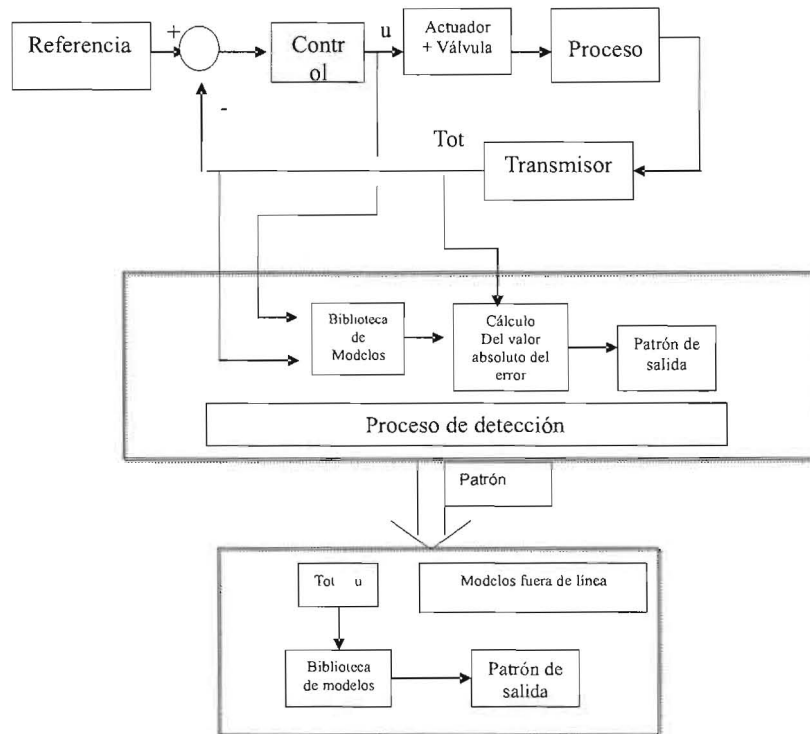 Referencia
+
-
Contr
ol
u
Actuador
+ Válvula
Proceso
Tot
Transmisor
Biblioteca
de
Modelos
Cálculo
Del valor
absoluto del
error
Patrón de
salida
Proceso de detección
Patrón
Tot u
Modelos fuera de línea
Biblioteca
de modelos
Patrón de
salida